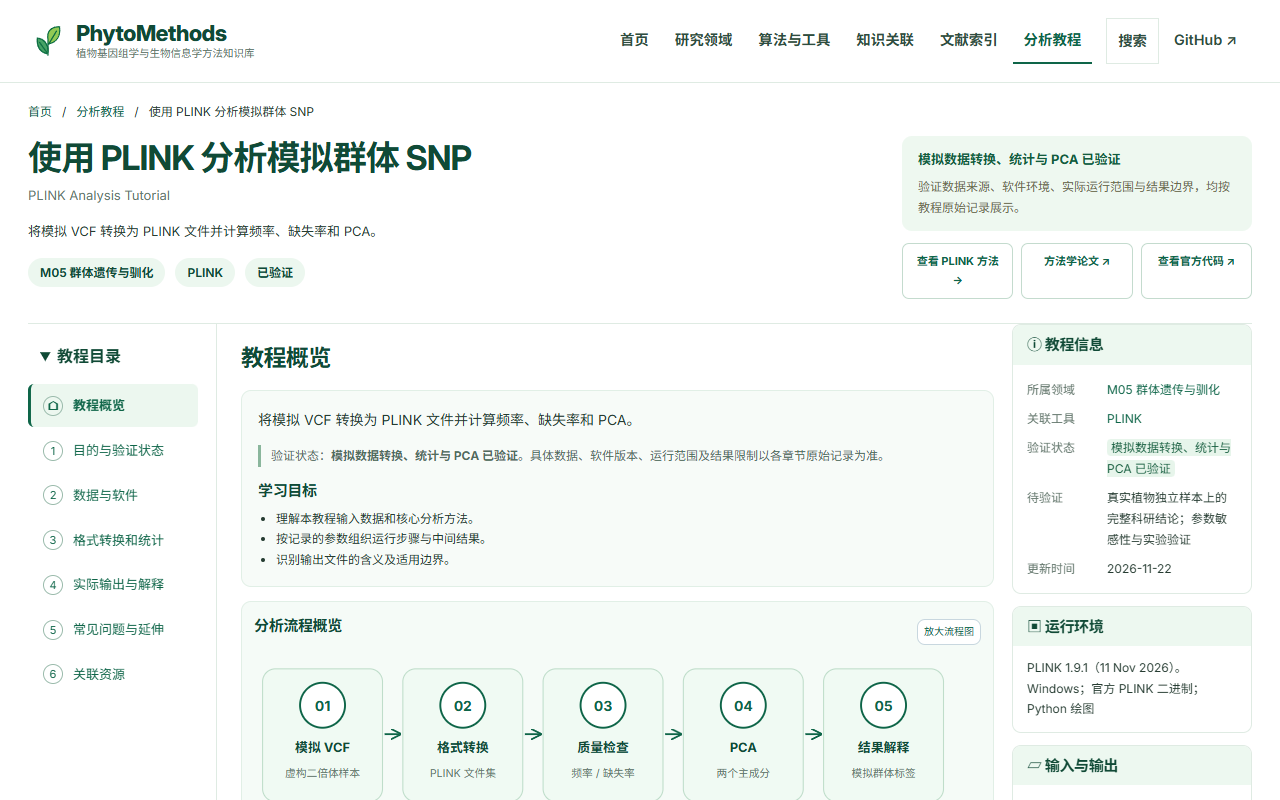 PhytoMethods
植物基因组学与生物信息学方法知识库
首页
研究领域
算法与工具
知识关联
文献索引
分析教程
搜索
GitHub ↗
首页 / 分析教程 / 使用 PLINK 分析模拟群体 SNP
使用 PLINK 分析模拟群体 SNP
PLINK Analysis Tutorial
将模拟 VCF 转换为 PLINK 文件并计算频率、缺失率和 PCA。
M05 群体遗传与驯化
PLINK
已验证
模拟数据转换、统计与 PCA 已验证
验证数据来源、软件环境、实际运行范围与结果边界，均按
教程原始记录展示。
查看 PLINK 方法
→
方法学论文 ↗
查看官方代码 ↗
▼ 教程目录
教程概览
1 目的与验证状态
2 数据与软件
3 格式转换和统计
4 实际输出与解释
5 常见问题与延伸
6 关联资源
教程概览
将模拟 VCF 转换为 PLINK 文件并计算频率、缺失率和 PCA。
验证状态：模拟数据转换、统计与 PCA 已验证。具体数据、软件版本、运行范围及结果限制以各章节原始记录为准。
学习目标
• 理解本教程输入数据和核心分析方法。
• 按记录的参数组织运行步骤与中间结果。
• 识别输出文件的含义及适用边界。
分析流程概览
放大流程图
01
模拟 VCF
虚构二倍体样本
→
02
格式转换
PLINK 文件集
→
03
质量检查
频率 / 缺失率
→
04
PCA
两个主成分
→
05
结果解释
模拟群体标签
ⓘ 教程信息
所属领域 M05 群体遗传与驯化
关联工具 PLINK
验证状态 模拟数据转换、统计与
PCA 已验证
待验证 真实植物独立样本上的
完整科研结论；参数敏
感性与实验验证
更新时间 2026-11-22
▣ 运行环境
PLINK 1.9.1（11 Nov 2026）。
Windows；官方 PLINK 二进制；
Python 绘图
▱ 输入与输出